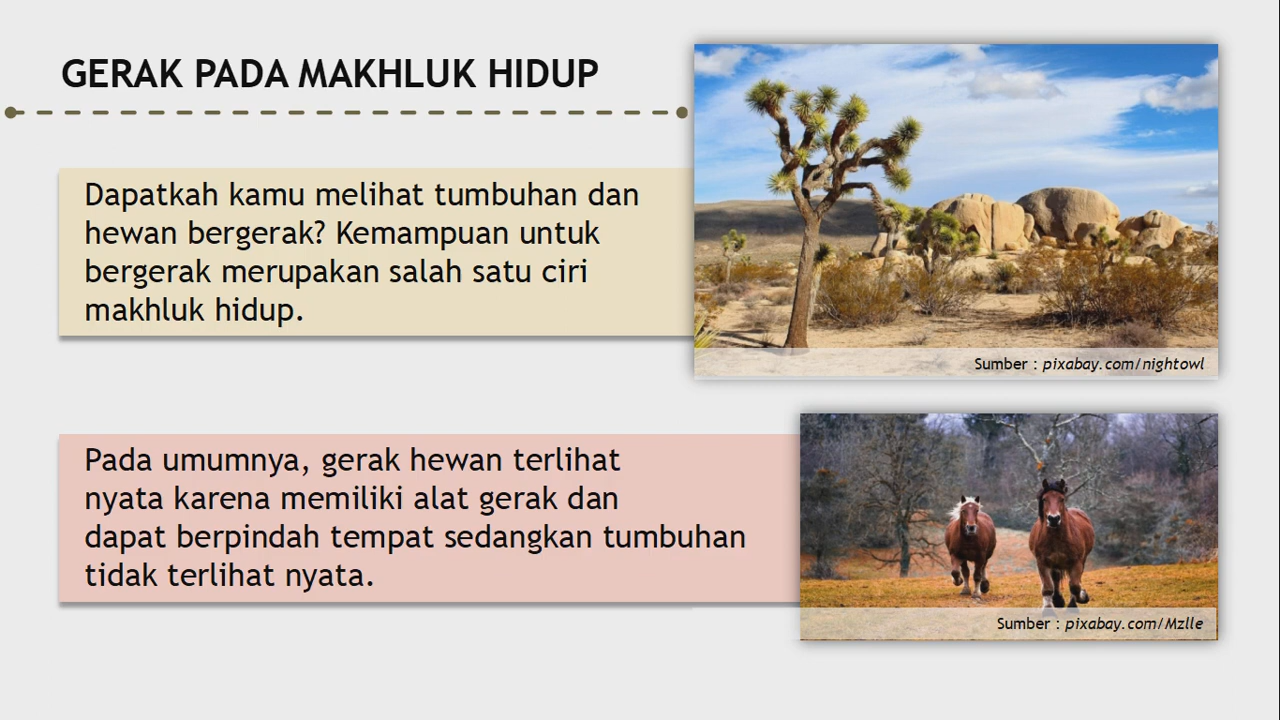 GERAK PADA MAKHLUK HIDUP
Dapatkah kamu melihat tumbuhan dan
hewan bergerak? Kemampuan untuk
bergerak merupakan salah satu ciri
makhluk hidup.
Sumber : pixabay.com/nightowl
Pada umumnya, gerak hewan terlihat
nyata karena memiliki alat gerak dan
dapat berpindah tempat sedangkan tumbuhan
tidak terlihat nyata.
Sumber : pixabay.com/Mzlle